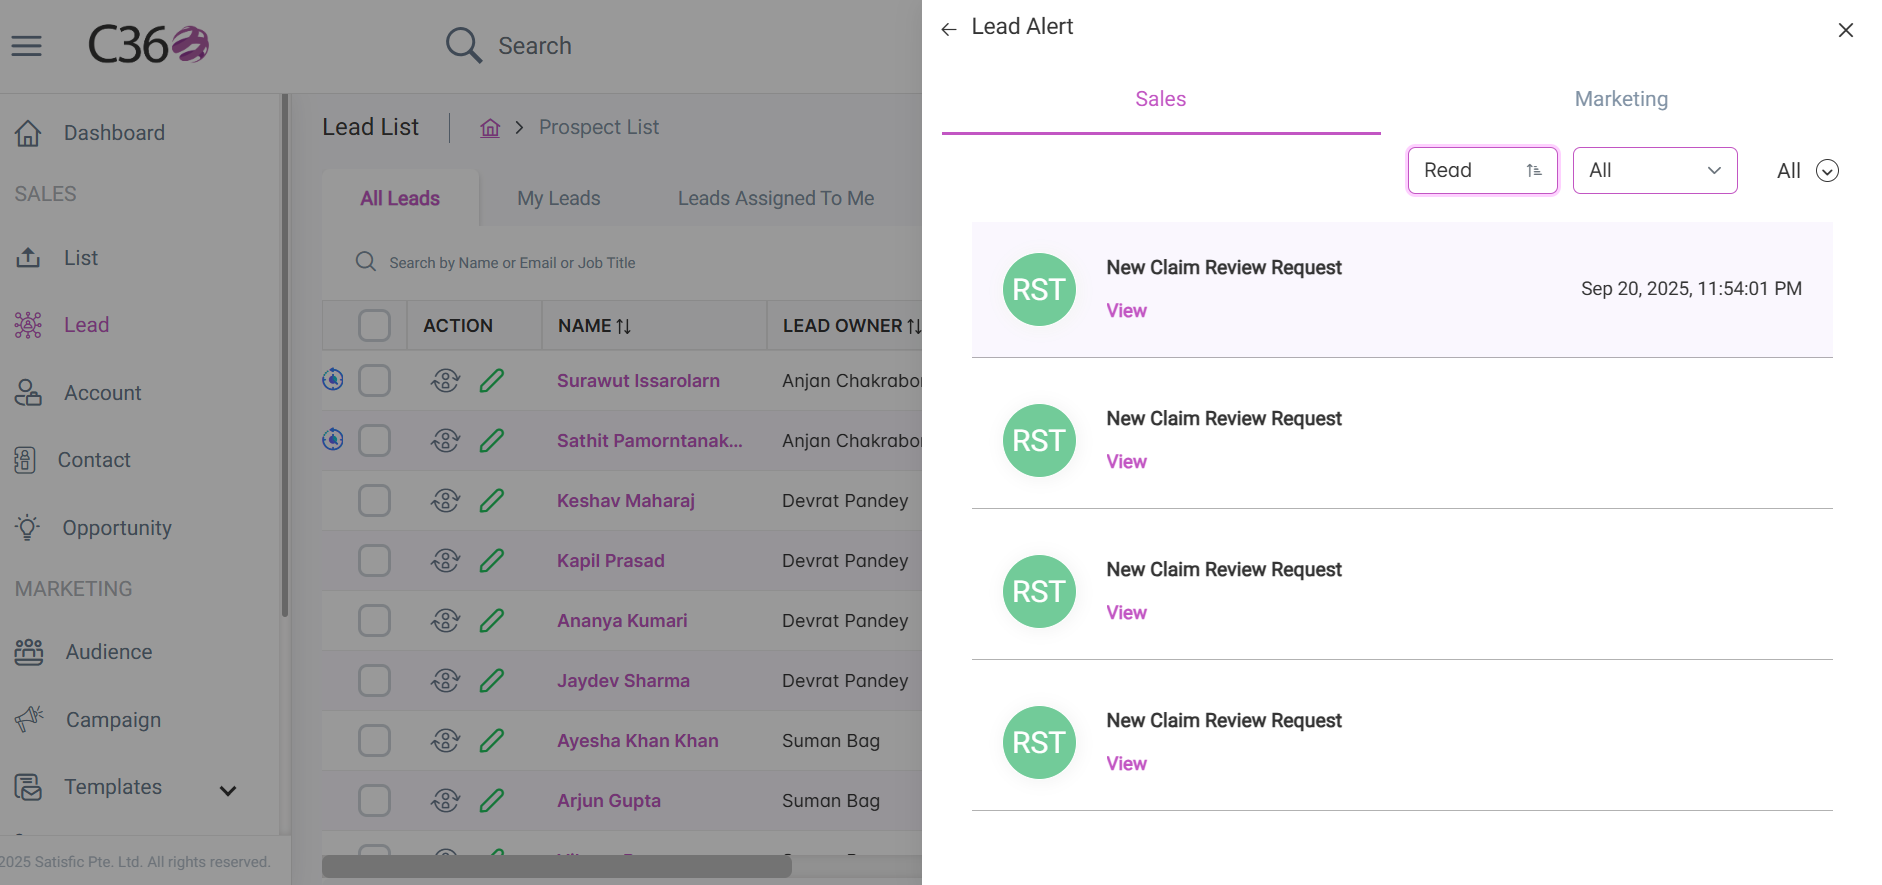 C360
Search
Dashboard
SALES
List
Lead
Account
Contact
Opportunity
MARKETING
Audience
Campaign
Templates
2025 Satisfic Pte. Ltd. All rights reserved.
Lead List
Prospect List
All Leads My Leads Leads Assigned To Me
Search by Name or Email or Job Title
ACTION NAME LEAD OWNER
Surawut Issarolarn Anjan Chakrabor
Sathit Pamorntanak... Anjan Chakrabor
Keshav Maharaj Devrat Pandey
Kapil Prasad Devrat Pandey
Ananya Kumari Devrat Pandey
Jaydev Sharma Devrat Pandey
Ayesha Khan Khan Suman Bag
Arjun Gupta Suman Bag
Lead Alert
Sales Marketing
Read All All
RST
New Claim Review Request
View
Sep 20, 2025, 11:54:01 PM
RST
New Claim Review Request
View
RST
New Claim Review Request
View
RST
New Claim Review Request
View